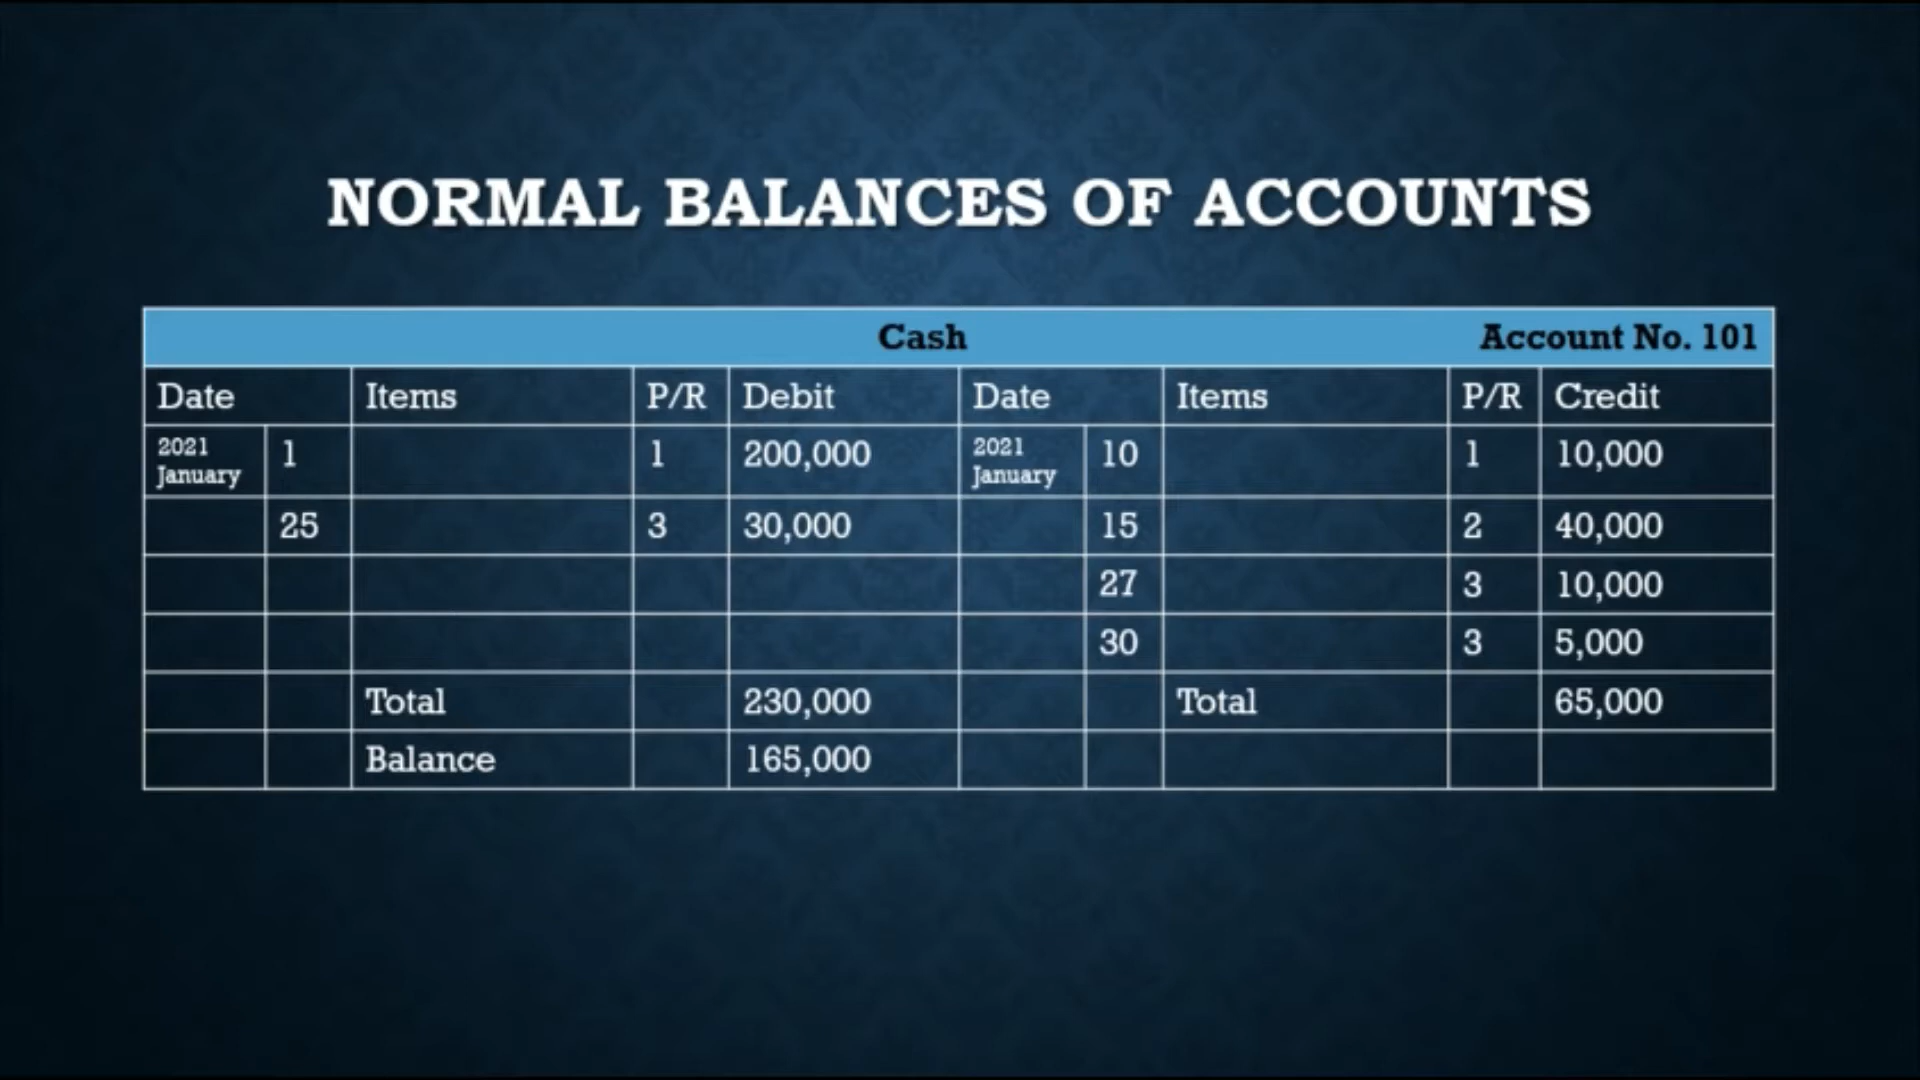 NORMAL BALANCES OF ACCOUNTS
Cash Account No. 101
Date Items P/R Debit Date Items P/R Credit
2021 January 1 1 200,000 2021 January 10 1 10,000
25 3 30,000 15 2 40,000
27 3 10,000
30 3 5,000
Total 230,000 Total 65,000
Balance 165,000